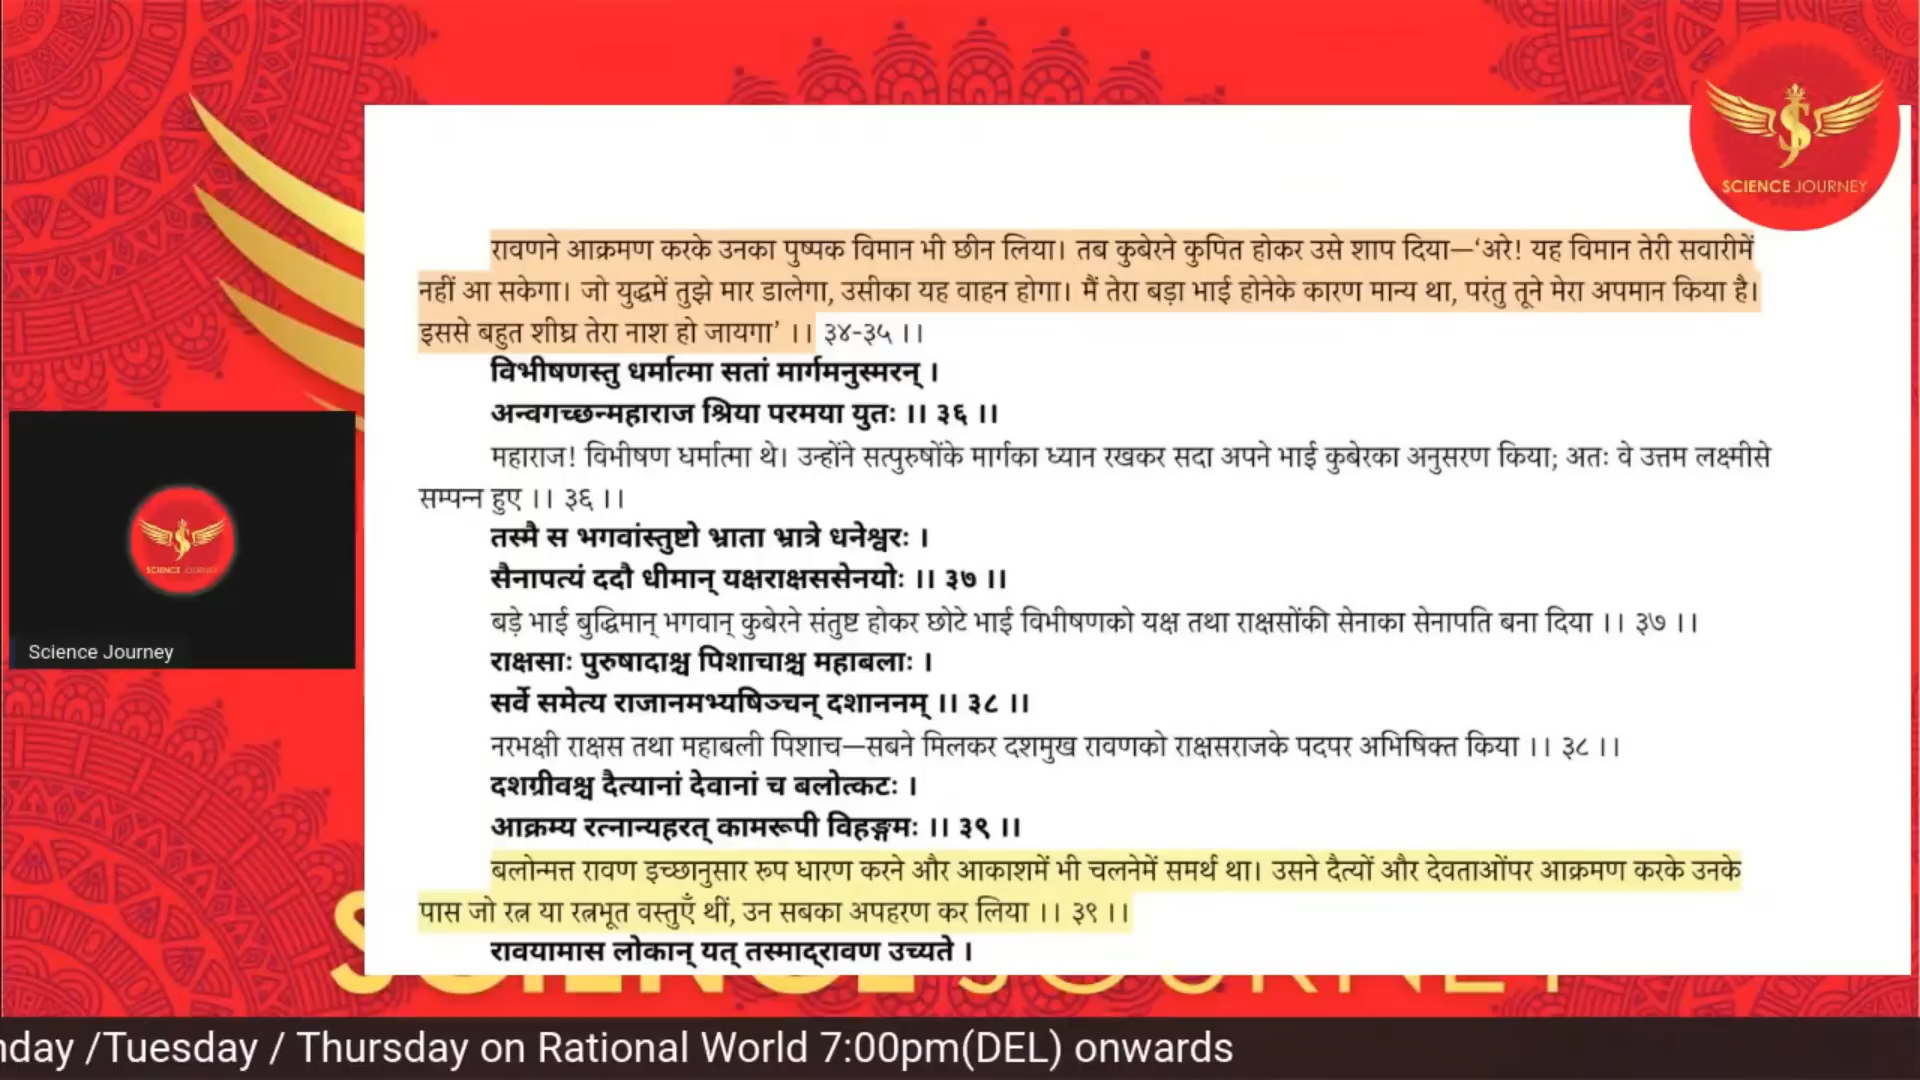 SCIENCE JOURNEY
रावणने आक्रमण करके उनका पुष्पक विमान भी छीन लिया। तब कुबेरने कुपित होकर उसे शाप दिया—‘अरे! यह विमान तेरी सवारीमें
नहीं आ सकेगा। जो युद्धमें तुझे मार डालेगा, उसीका यह वाहन होगा। मैं तेरा बड़ा भाई होनेके कारण मान्य था, परंतु तूने मेरा अपमान किया है।
इससे बहुत शीघ्र तेरा नाश हो जायगा’ ।। ३४-३५ ।।
विभीषणस्तु धर्मात्मा सतां मार्गमनुस्मरन् ।
अन्वगच्छन्महाराज श्रिया परमया युतः ।। ३६ ।।
महाराज! विभीषण धर्मात्मा थे। उन्होंने सत्पुरुषोंके मार्गका ध्यान रखकर सदा अपने भाई कुबेरका अनुसरण किया; अतः वे उत्तम लक्ष्मीसे
सम्पन्न हुए ।। ३६ ।।
तस्मै स भगवांस्तुष्टो भ्राता भ्रात्रे धनेश्वरः ।
सैनापत्यं ददौ धीमान् यक्षराक्षससेनयोः ।। ३७ ।।
बड़े भाई बुद्धिमान् भगवान् कुबेरने संतुष्ट होकर छोटे भाई विभीषणको यक्ष तथा राक्षसोंकी सेनाका सेनापति बना दिया ।। ३७ ।।
राक्षसाः पुरुषादाश्च पिशाचाश्च महाबलाः ।
सर्वे समेत्य राजानमभ्यषिञ्चन् दशाननम् ।। ३८ ।।
नरभक्षी राक्षस तथा महाबली पिशाच—सबने मिलकर दशमुख रावणको राक्षसराजके पदपर अभिषिक्त किया ।। ३८ ।।
दशग्रीवश्च दैत्यानां देवानां च बलोत्कटः ।
आक्रम्य रत्नान्यहरत् कामरूपी विहङ्गमः ।। ३९ ।।
बलोन्मत्त रावण इच्छानुसार रूप धारण करने और आकाशमें भी चलनेमें समर्थ था। उसने दैत्यों और देवताओंपर आक्रमण करके उनके
पास जो रत्न या रत्नभूत वस्तुएँ थीं, उन सबका अपहरण कर लिया ।। ३९ ।।
रावयामास लोकान् यत् तस्माद्रावण उच्यते ।
SCIENCE JOURNEY
Science Journey
SCIENCE JOURNEY
nday /Tuesday / Thursday on Rational World 7:00pm(DEL) onwards